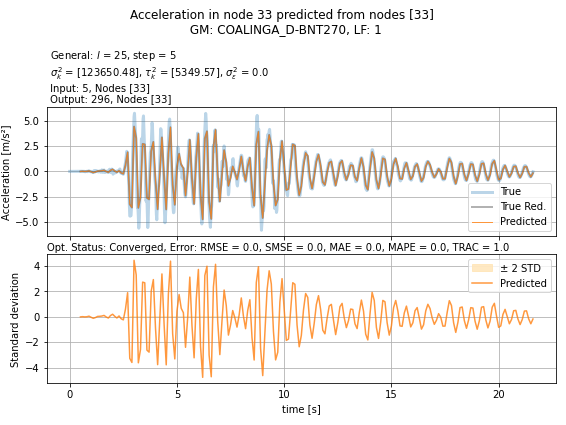 Acceleration in node 33 predicted from nodes [33]
GM: COALINGA_D-BNT270, LF: 1
General: l = 25, step = 5
σ²ₖ = [123650.48], τ²ₖ = [5349.57], σ²ε = 0.0
Input: 5, Nodes [33]
Output: 296, Nodes [33]
Acceleration [m/s²]
5.0
2.5
0.0
−2.5
−5.0
True
True Red.
Predicted
Opt. Status: Converged, Error: RMSE = 0.0, SMSE = 0.0, MAE = 0.0, MAPE = 0.0, TRAC = 1.0
Standard deviation
4
2
0
−2
−4
± 2 STD
Predicted
0 5 10 15 20
time [s]